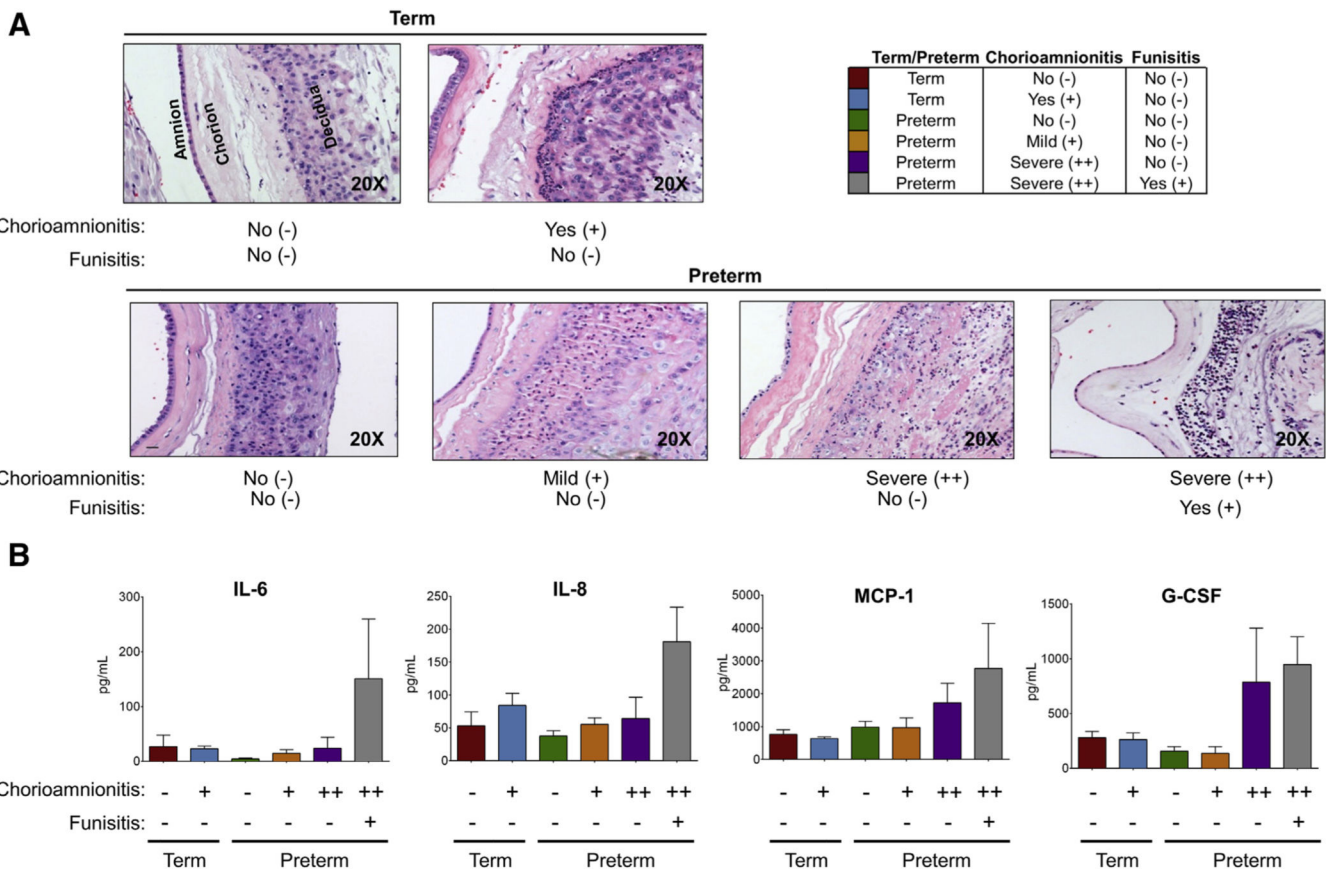 A
Term
Amnion
Chorion
Decidua
20X
20X
Chorioamnionitis: No (-) Yes (+)
Funisitis: No (-) No (-)
Term/Preterm Chorioamnionitis Funisitis
Term No (-) No (-)
Term Yes (+) No (-)
Preterm No (-) No (-)
Preterm Mild (+) No (-)
Preterm Severe (++) No (-)
Preterm Severe (++) Yes (+)
Preterm
20X
20X
20X
20X
Chorioamnionitis: No (-) Mild (+) Severe (++) Severe (++)
Funisitis: No (-) No (-) No (-) Yes (+)
B
IL-6
pg/mL
300
200
100
0
IL-8
pg/mL
250
200
150
100
50
0
MCP-1
pg/mL
5000
4000
3000
2000
1000
0
G-CSF
pg/mL
1500
1000
500
0
Chorioamnionitis: - + - + ++ ++ - + - + ++ ++ - + - + ++ ++ - + - + ++ ++
Funisitis: - - - - - + - - - - - + - - - - - + - - - - - +
Term Preterm Term Preterm Term Preterm Term Preterm